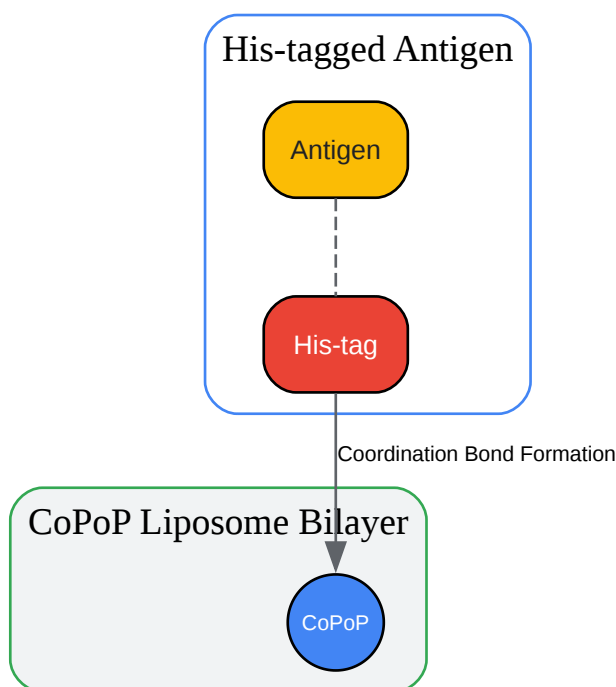 His-tagged Antigen
Antigen
His-tag
Coordination Bond Formation
CoPoP Liposome Bilayer
CoPoP